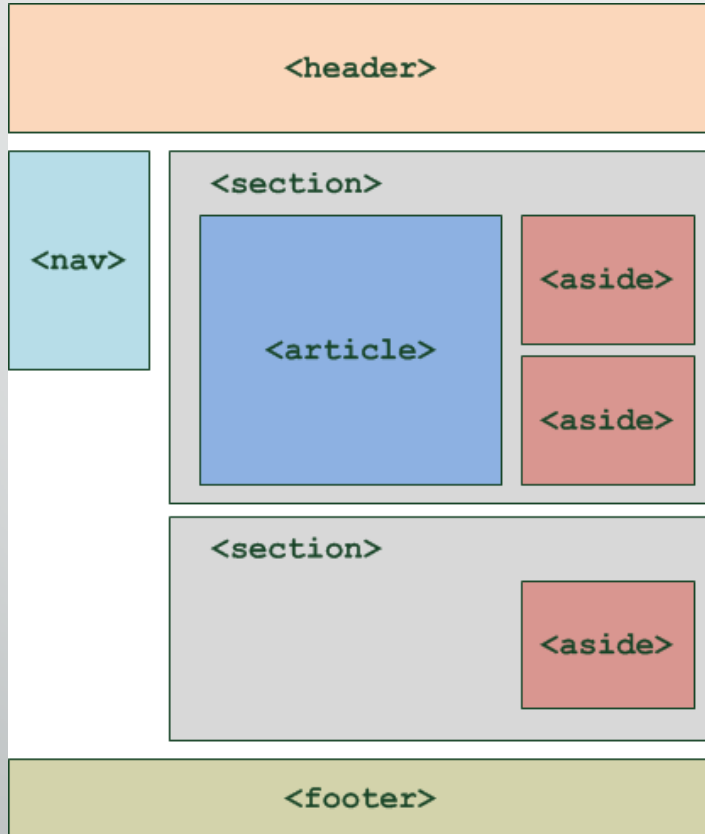 <header>
<nav>
<section>
<article>
<aside>
<aside>
<section>
<aside>
<footer>